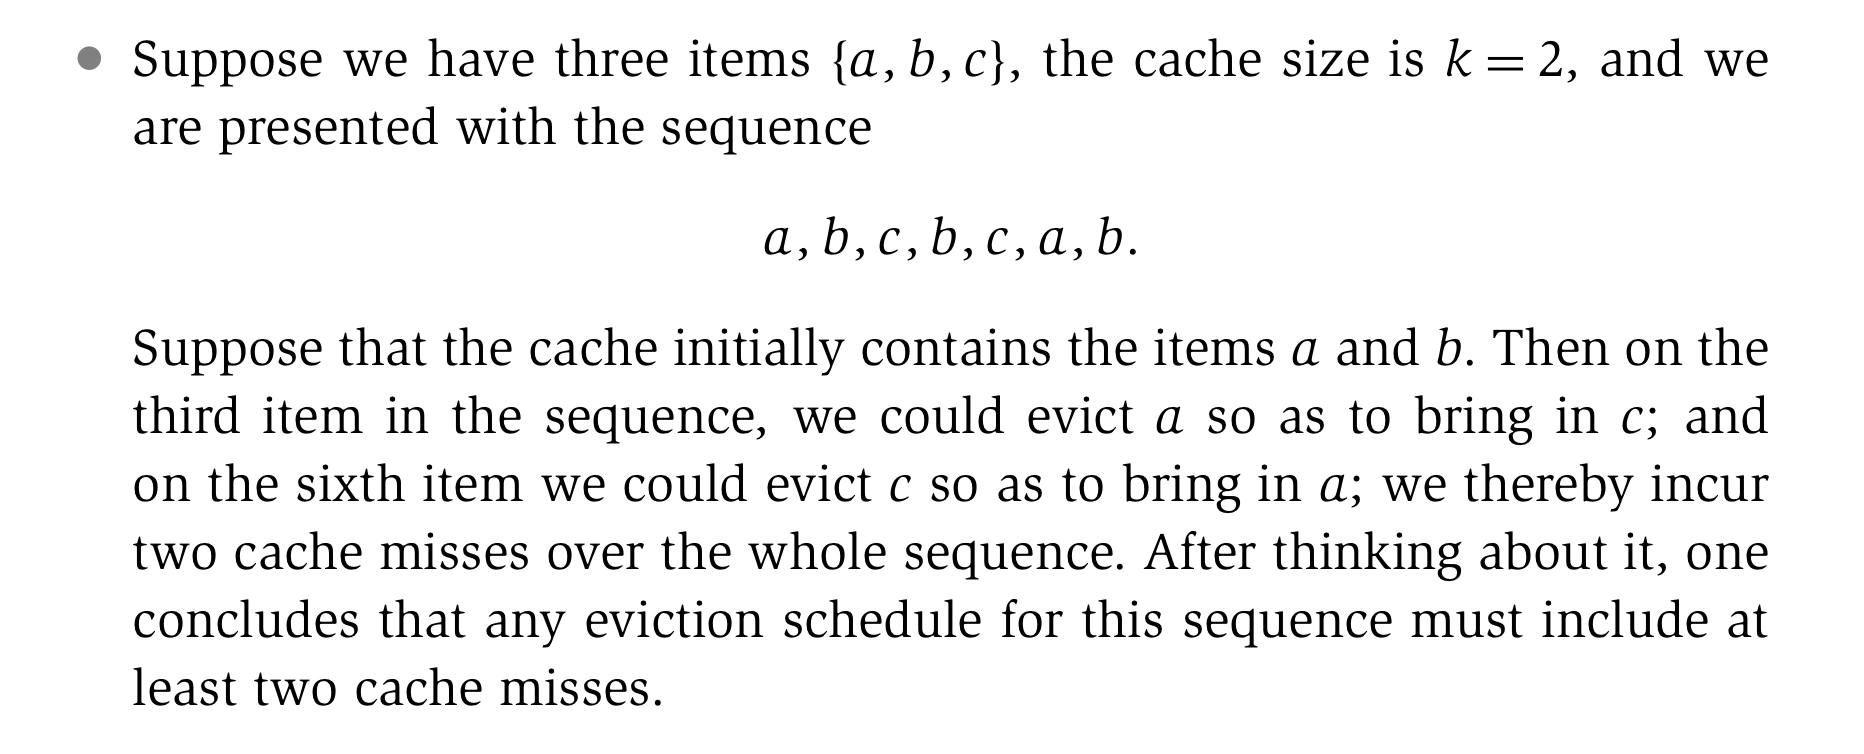 • Suppose we have three items {a, b, c}, the cache size is k = 2, and we
are presented with the sequence
a, b, c, b, c, a, b.
Suppose that the cache initially contains the items a and b. Then on the
third item in the sequence, we could evict a so as to bring in c; and
on the sixth item we could evict c so as to bring in a; we thereby incur
two cache misses over the whole sequence. After thinking about it, one
concludes that any eviction schedule for this sequence must include at
least two cache misses.